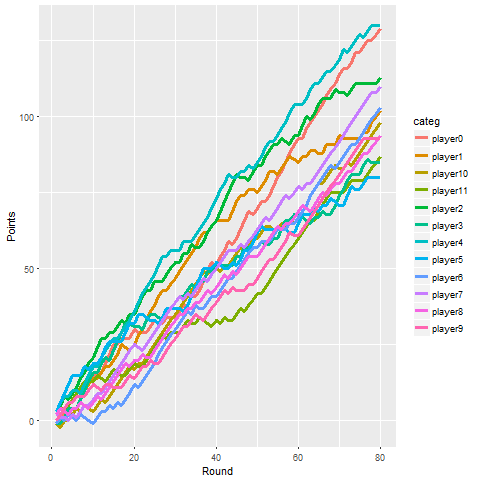 Points
100
50
0
0
20
40
60
80
Round
categ
player0
player1
player10
player11
player2
player3
player4
player5
player6
player7
player8
player9